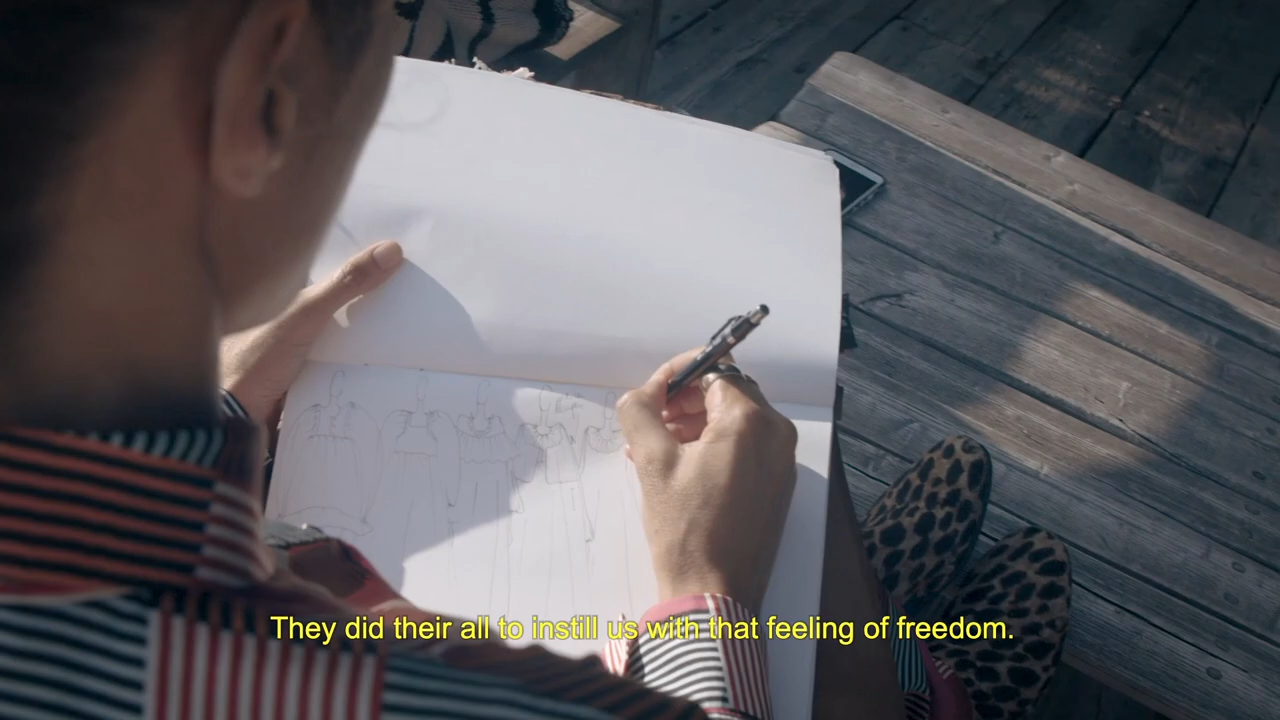 They did their all to instill us with that feeling of freedom.